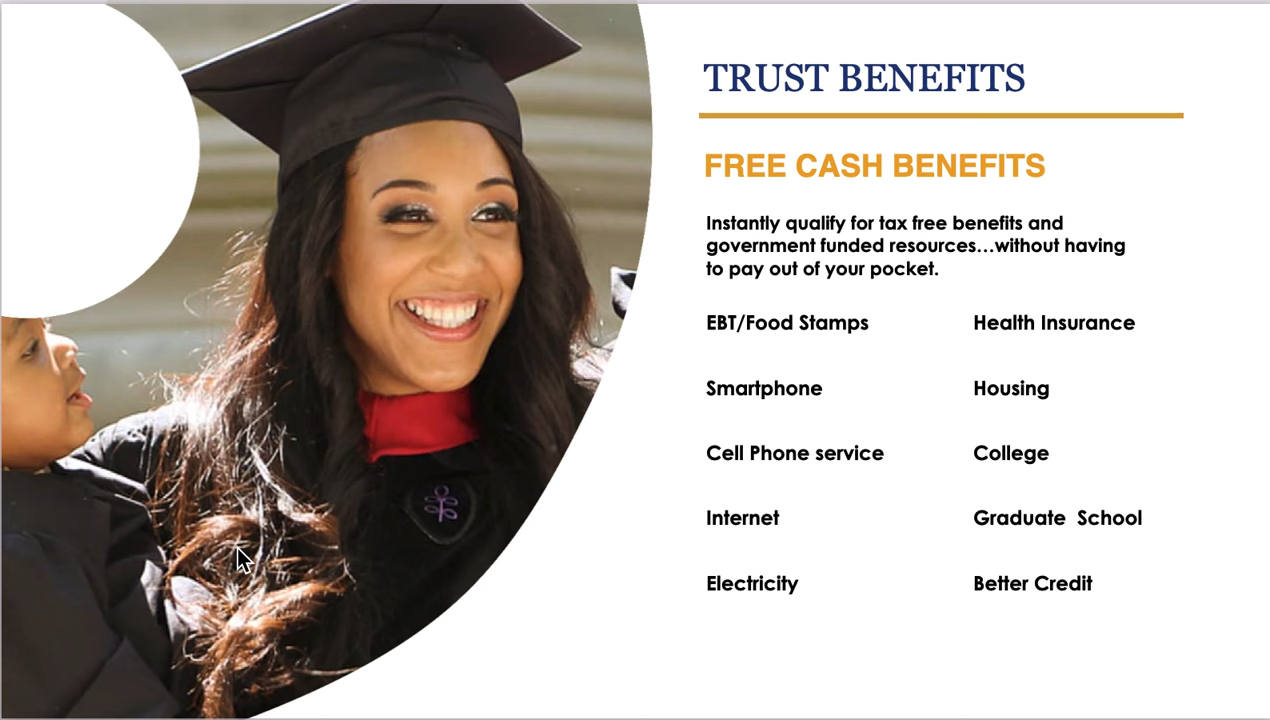 TRUST BENEFITS
FREE CASH BENEFITS
Instantly qualify for tax free benefits and
government funded resources...without having
to pay out of your pocket.
EBT/Food Stamps
Health Insurance
Smartphone
Housing
Cell Phone service
College
Internet
Graduate  School
Electricity
Better Credit